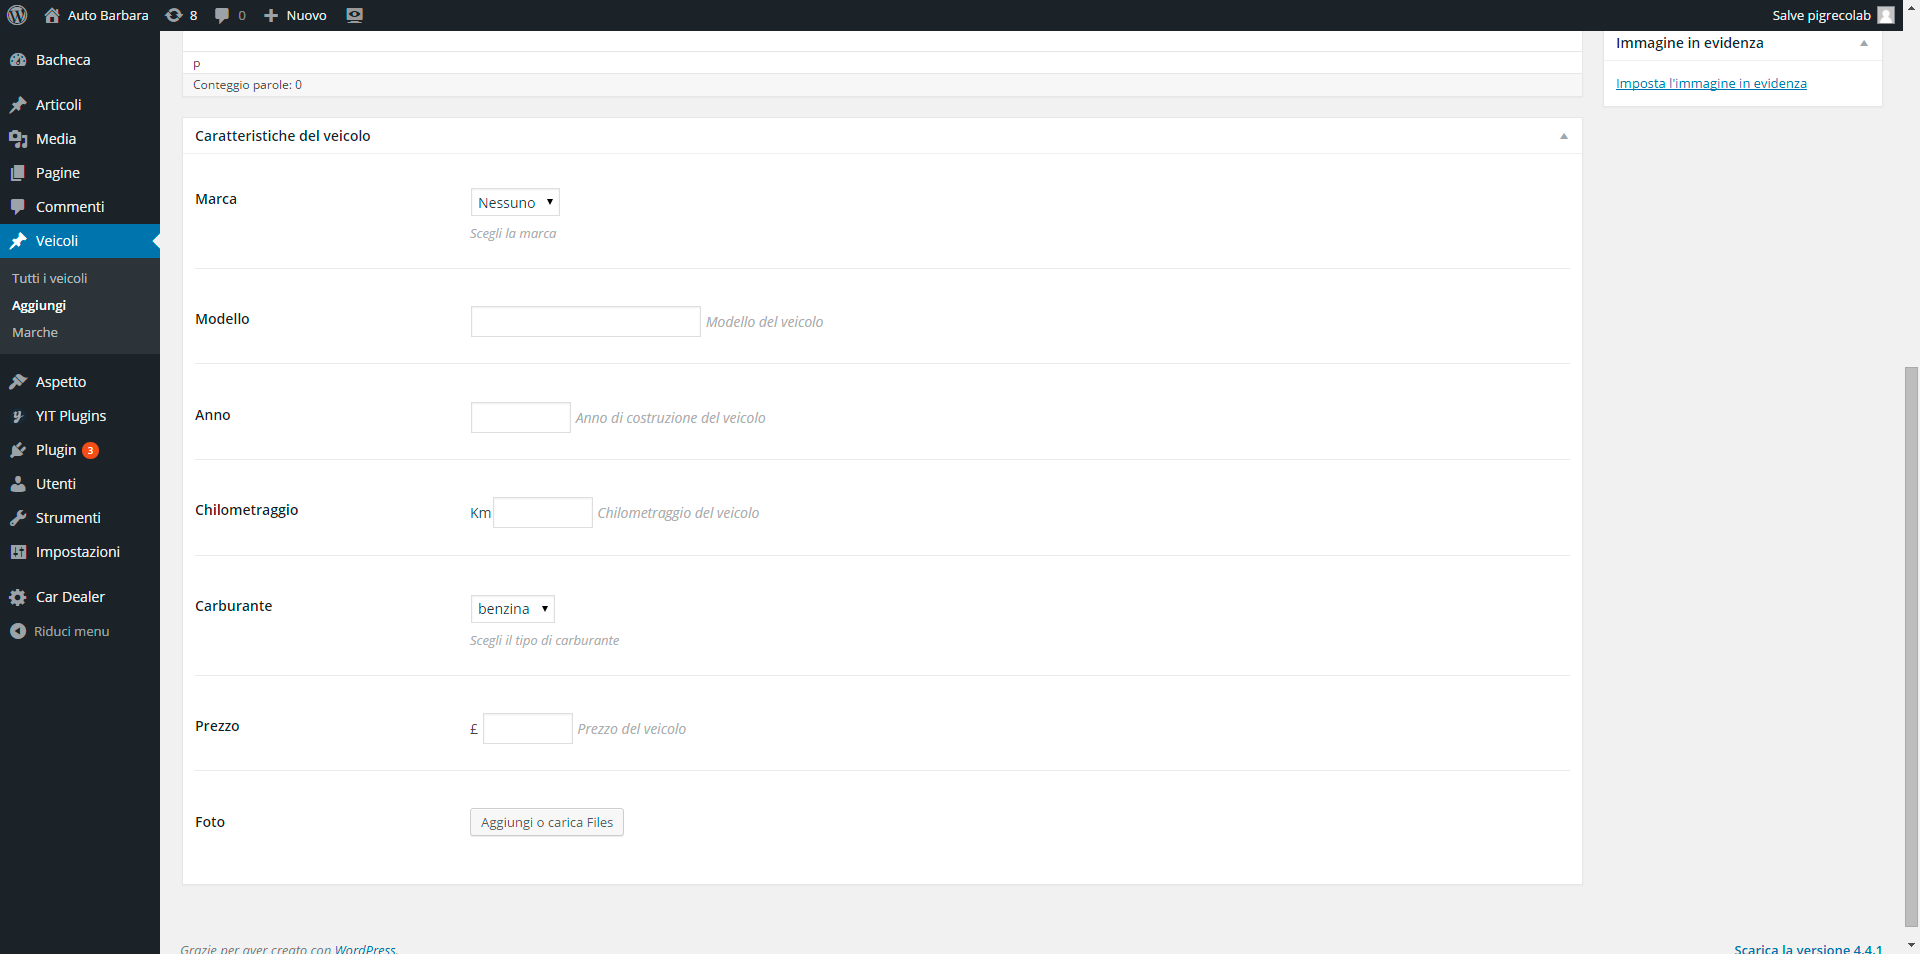 Auto Barbara
8
0
Nuovo
Salve pigrecolab
Bacheca
Articoli
Media
Pagine
Commenti
Veicoli
Tutti i veicoli
Aggiungi
Marche
Aspetto
YIT Plugins
Plugin 3
Utenti
Strumenti
Impostazioni
Car Dealer
Riduci menu
p
Conteggio parole: 0
Caratteristiche del veicolo
Marca
Nessuno
Scegli la marca
Modello
Modello del veicolo
Anno
Anno di costruzione del veicolo
Chilometraggio
Km
Chilometraggio del veicolo
Carburante
benzina
Scegli il tipo di carburante
Prezzo
£
Prezzo del veicolo
Foto
Aggiungi o carica Files
Immagine in evidenza
Imposta l'immagine in evidenza
Grazie per aver creato con WordPress.
Scarica la versione 4.4.1